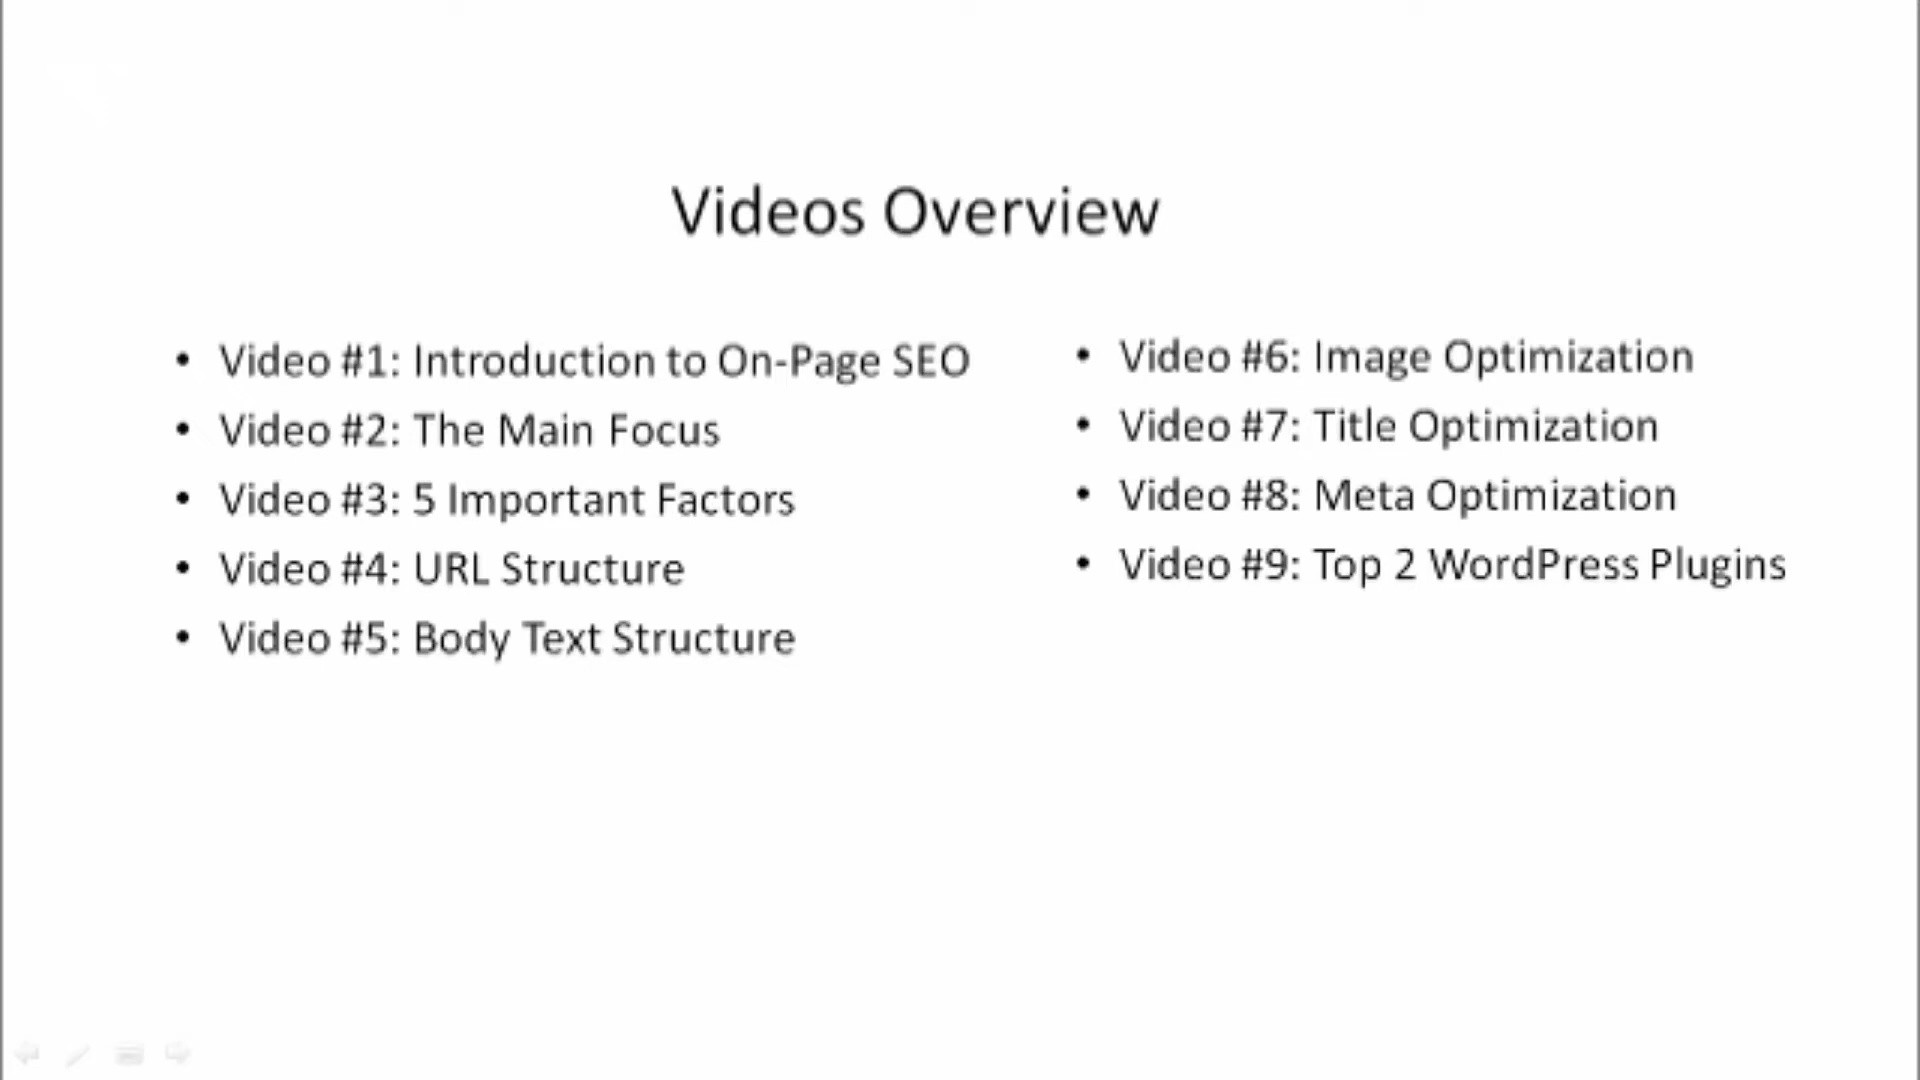 Videos Overview
• Video #1: Introduction to On-Page SEO
• Video #2: The Main Focus
• Video #3: 5 Important Factors
• Video #4: URL Structure
• Video #5: Body Text Structure
• Video #6: Image Optimization
• Video #7: Title Optimization
• Video #8: Meta Optimization
• Video #9: Top 2 WordPress Plugins